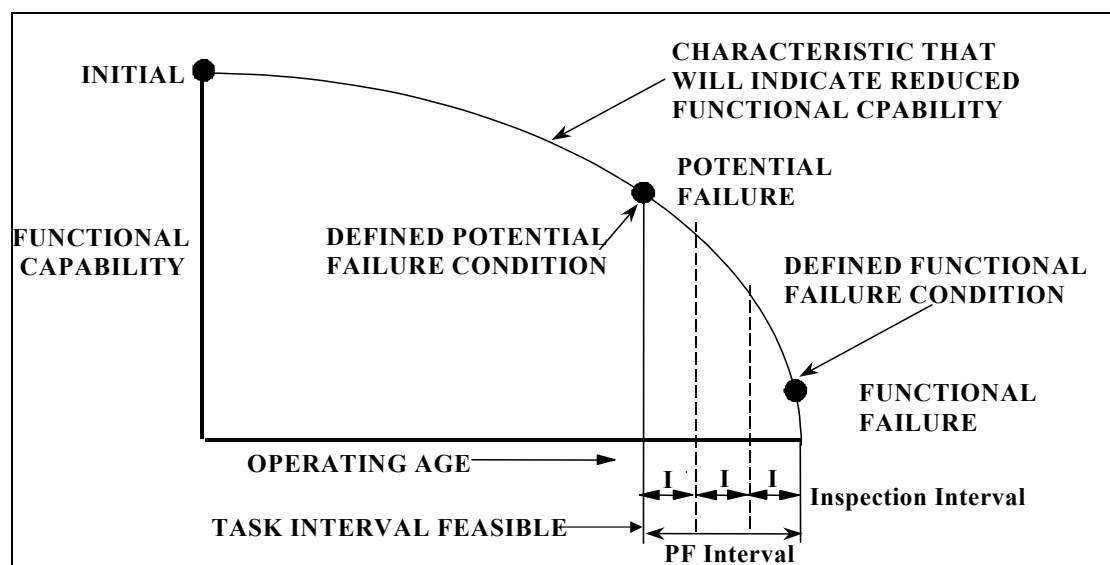 INITIAL
CHARACTERISTIC THAT
WILL INDICATE REDUCED
FUNCTIONAL CPABILITY
POTENTIAL
FAILURE
FUNCTIONAL
CAPABILITY
DEFINED POTENTIAL
FAILURE CONDITION
DEFINED FUNCTIONAL
FAILURE CONDITION
FUNCTIONAL
FAILURE
OPERATING AGE
I I I
Inspection Interval
TASK INTERVAL FEASIBLE
PF Interval